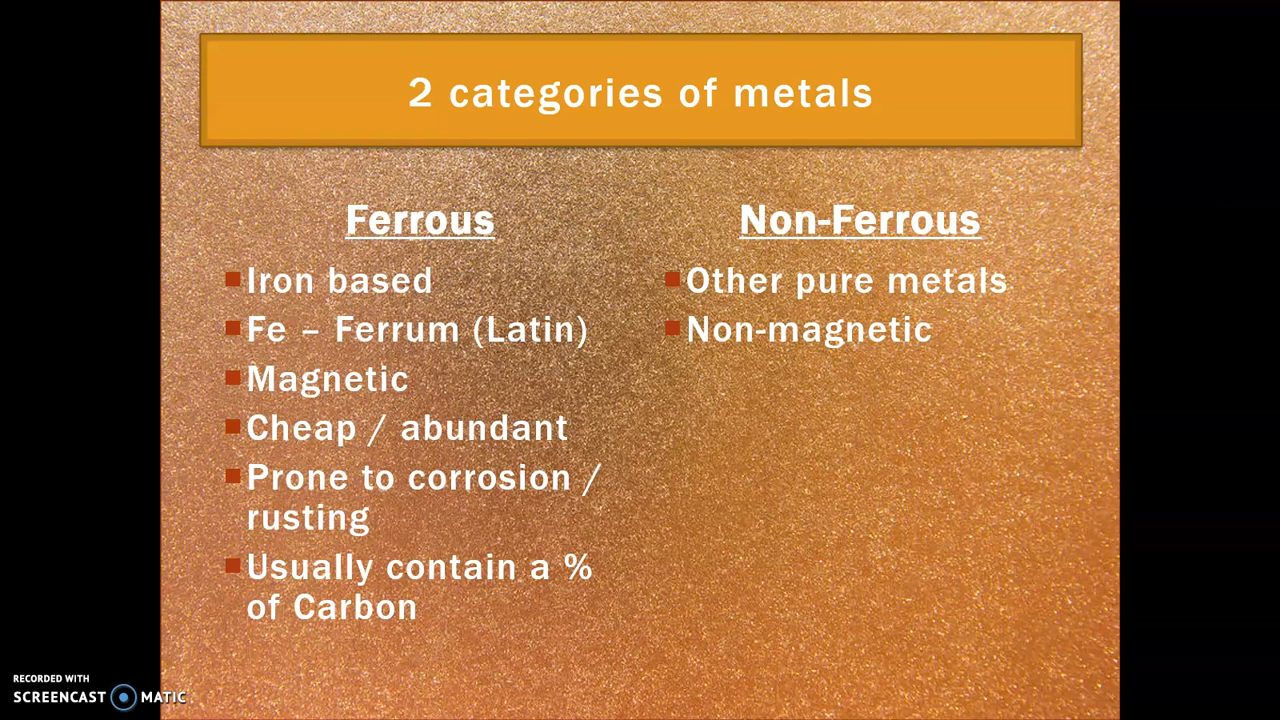 2 categories of metals
Ferrous
Iron based
Fe – Ferrum (Latin)
Magnetic
Cheap / abundant
Prone to corrosion /
rusting
Usually contain a %
of Carbon
Non-Ferrous
Other pure metals
Non-magnetic
RECORDED WITH
SCREENCAST MATIC